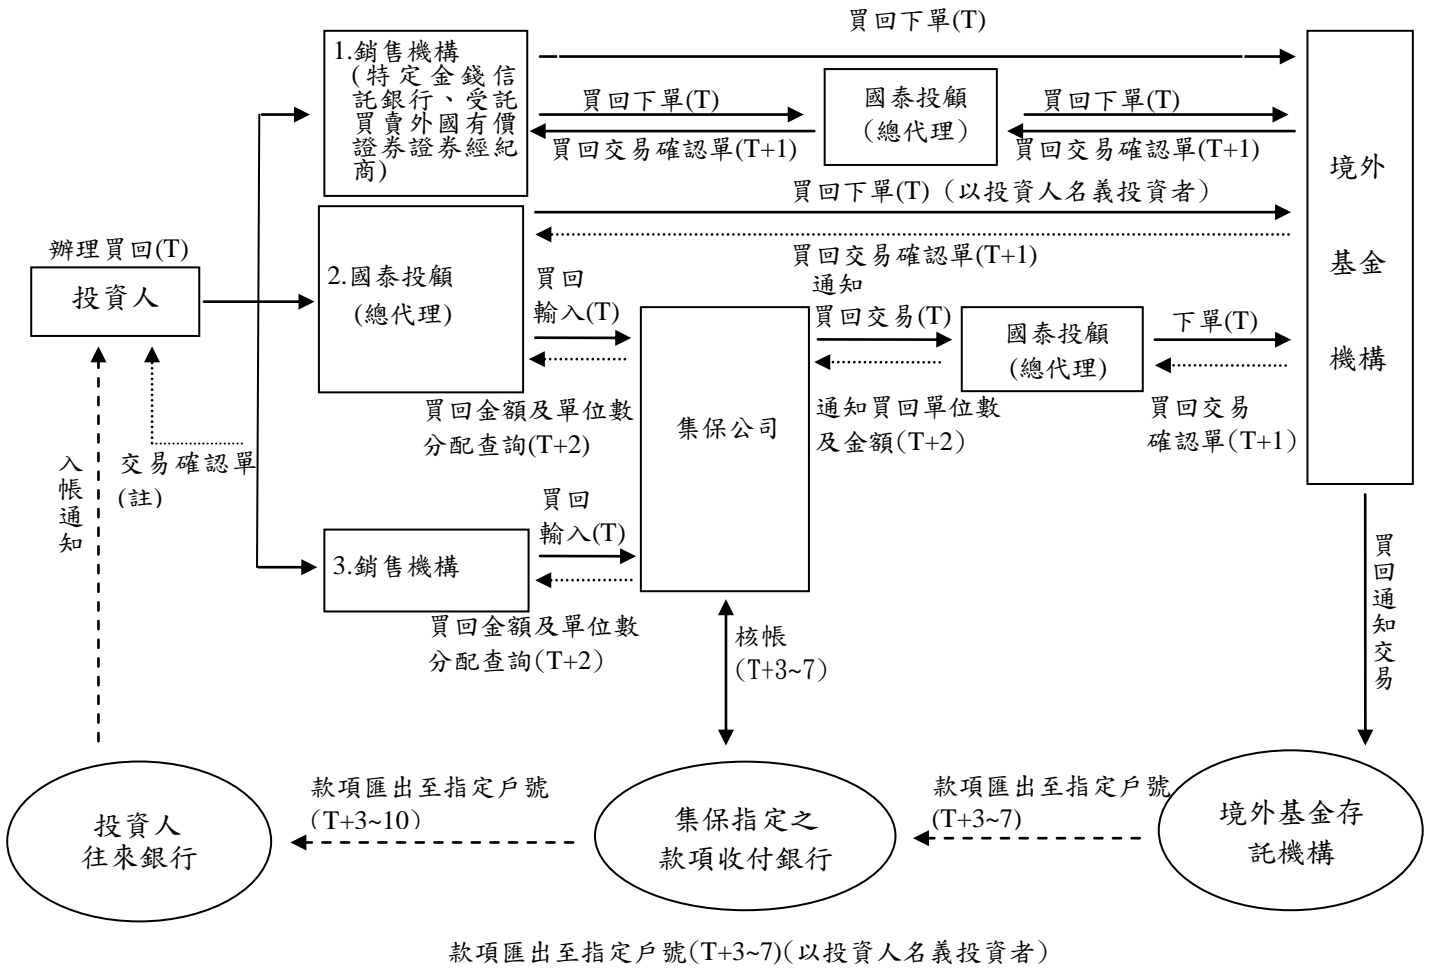 買回下單(T)
1.銷售機構
(特定金錢信
託銀行、受託
買賣外國有價
證券證券經紀
商)
買回下單(T)
買回交易確認單(T+1)
國泰投顧
(總代理)
買回下單(T)
買回交易確認單(T+1)
境外
基金
機構
買回下單(T)(以投資人名義投資者)
買回交易確認單(T+1)
辦理買回(T)
投資人
2.國泰投顧
(總代理)
買回
輸入(T)
通知
買回交易(T)
國泰投顧
(總代理)
下單(T)
買回金額及單位數
分配查詢(T+2)
集保公司
通知買回單位數
及金額(T+2)
買回交易
確認單(T+1)
入帳通知
交易確認單
(註)
買回
輸入(T)
3.銷售機構
買回金額及單位數
分配查詢(T+2)
核帳
(T+3~7)
買回通知交易
投資人
往來銀行
款項匯出至指定戶號
(T+3~10)
集保指定之
款項收付銀行
款項匯出至指定戶號
(T+3~7)
境外基金存
託機構
款項匯出至指定戶號(T+3~7)(以投資人名義投資者)